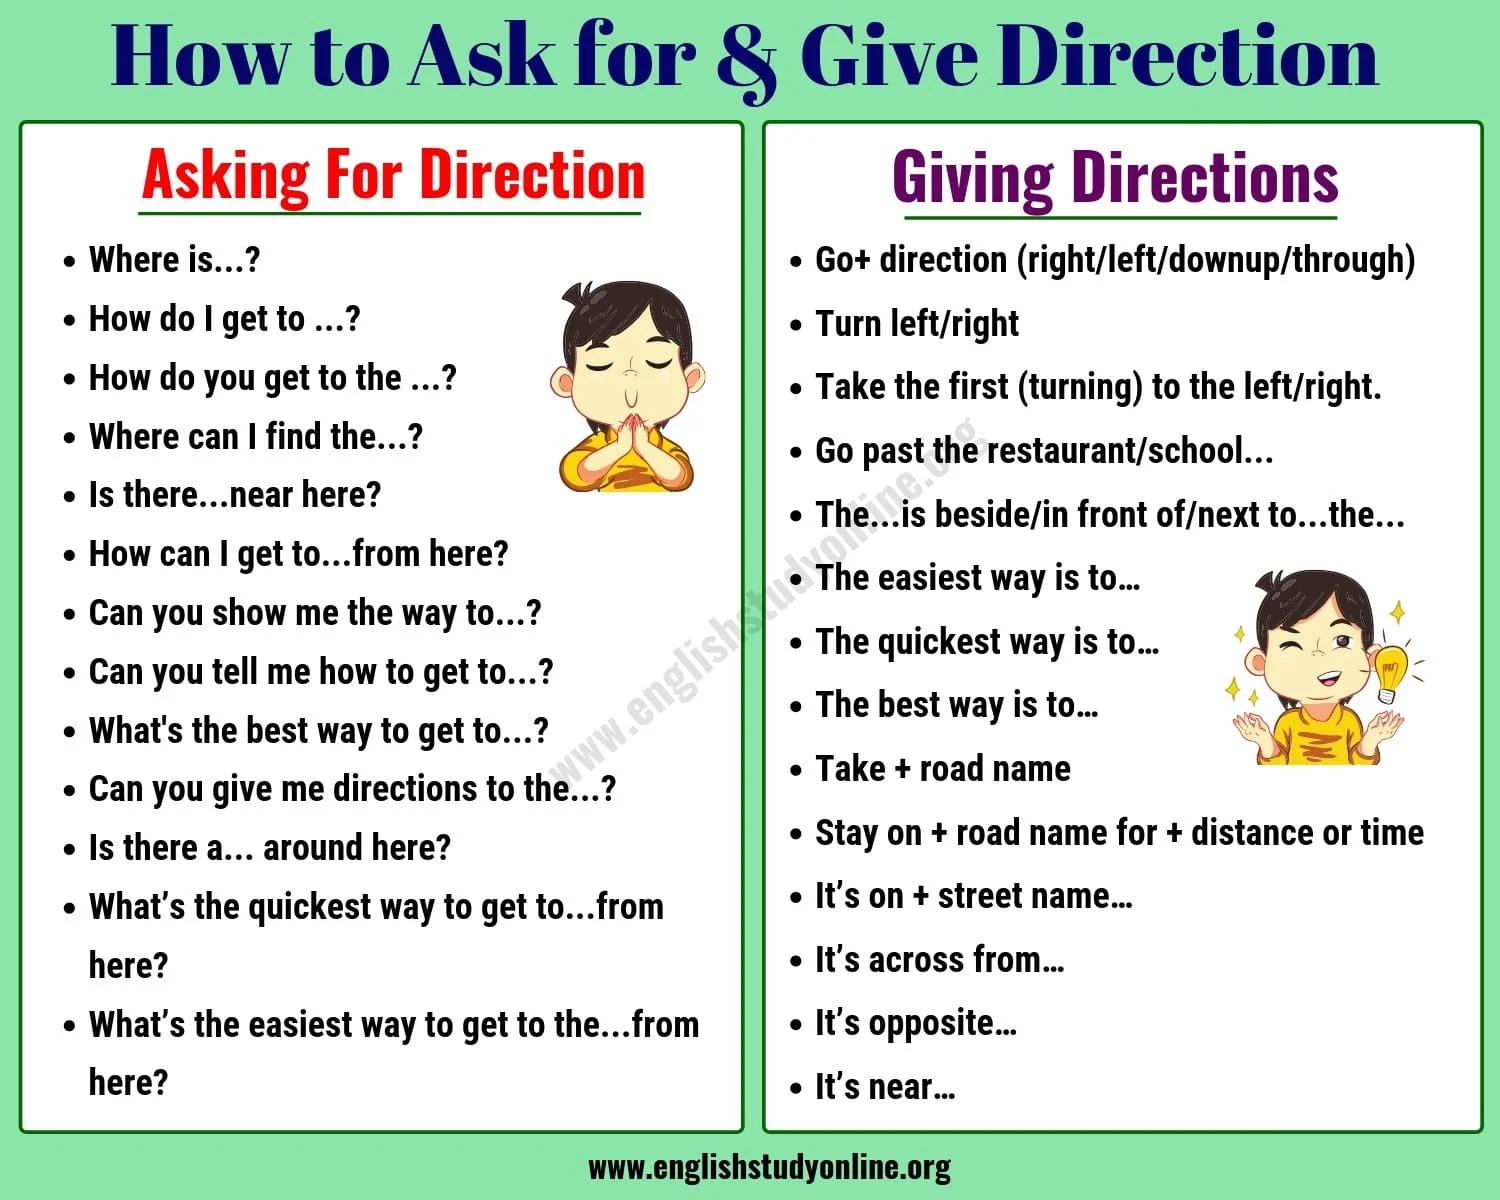 How to Ask for & Give Direction
Asking For Direction
• Where is...?
• How do I get to ...?
• How do you get to the ...?
• Where can I find the...?
• Is there...near here?
• How can I get to...from here?
• Can you show me the way to...?
• Can you tell me how to get to...?
• What's the best way to get to...?
• Can you give me directions to the...?
• Is there a... around here?
• What’s the quickest way to get to...from
here?
• What’s the easiest way to get to the...from
here?
Giving Directions
• Go+ direction (right/left/downup/through)
• Turn left/right
• Take the first (turning) to the left/right.
• Go past the restaurant/school...
• The...is beside/in front of/next to...the...
• The easiest way is to…
• The quickest way is to…
• The best way is to…
• Take + road name
• Stay on + road name for + distance or time
• It’s on + street name…
• It’s across from…
• It’s opposite…
• It’s near…
www.englishstudyonline.org
www.englishstudyonline.org